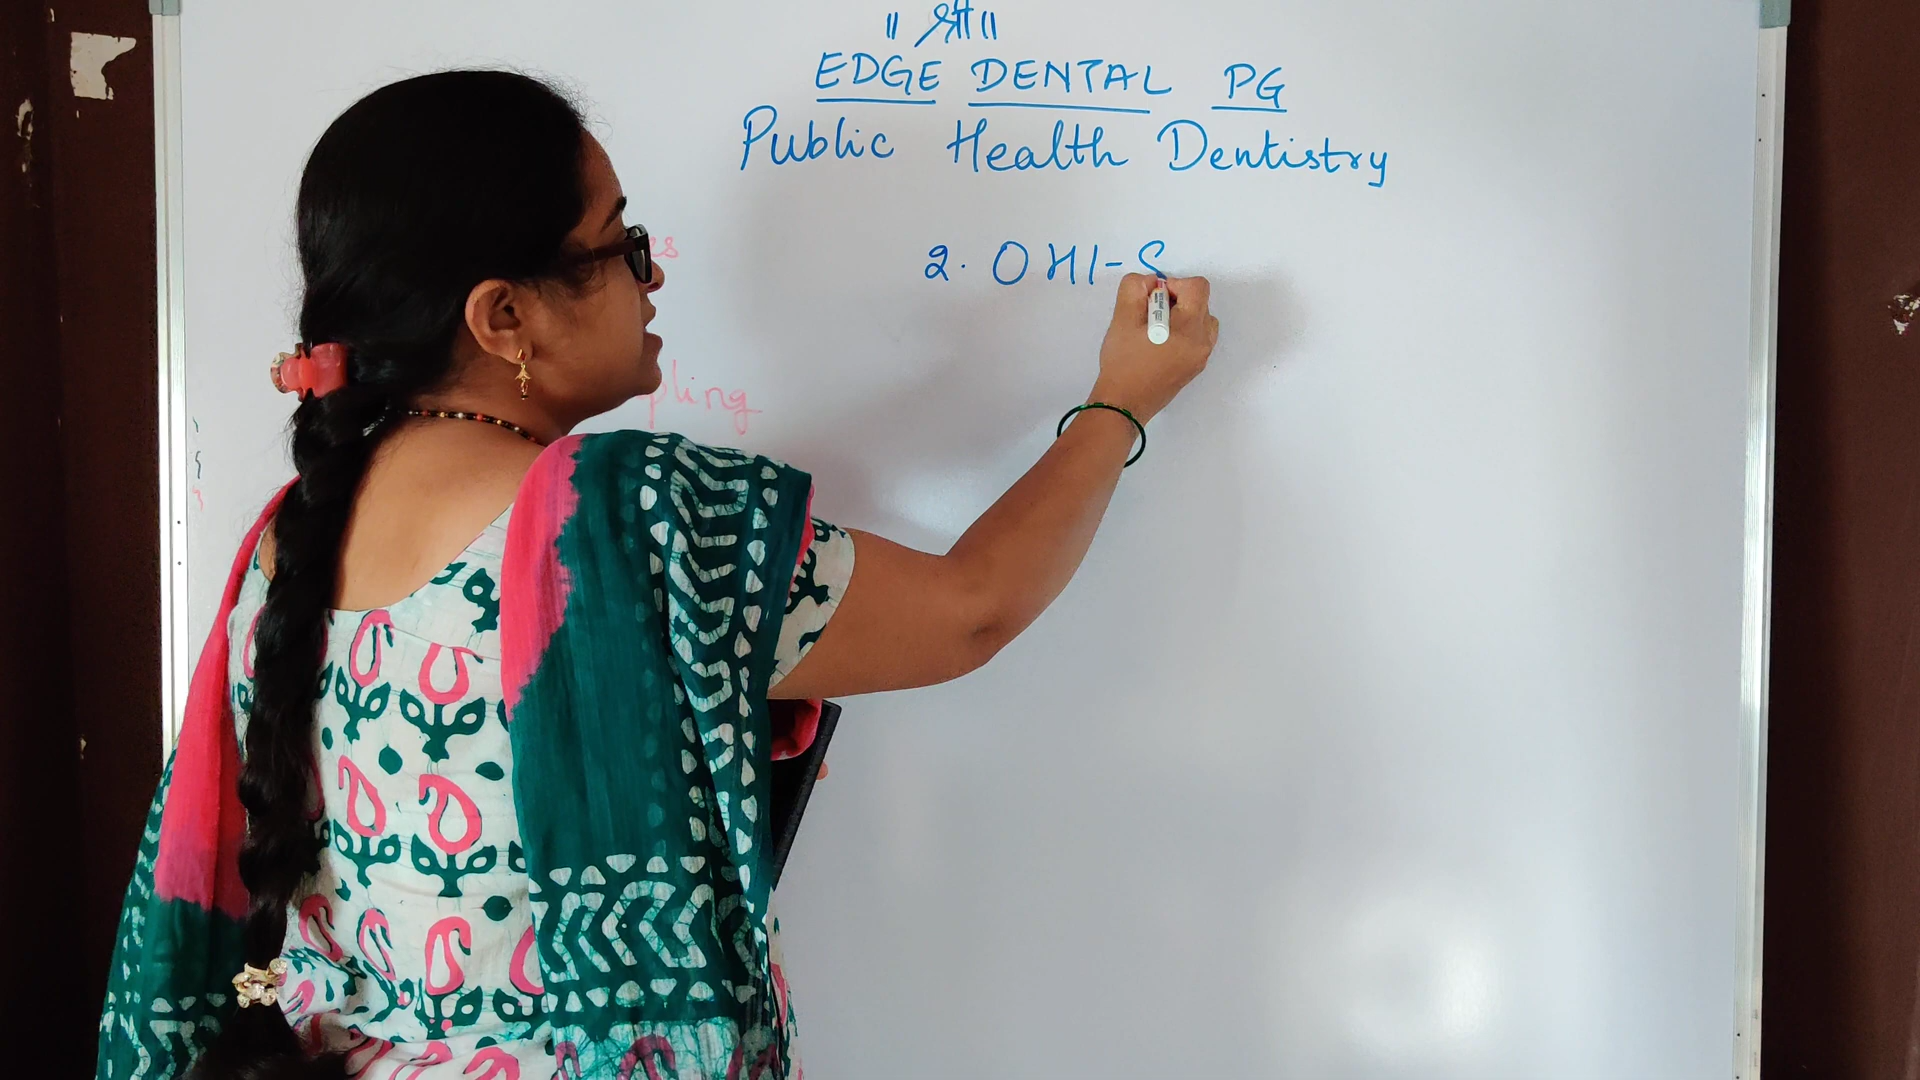 ॥ श्री ॥
EDGE DENTAL PG
Public Health Dentistry
2. OHI-S